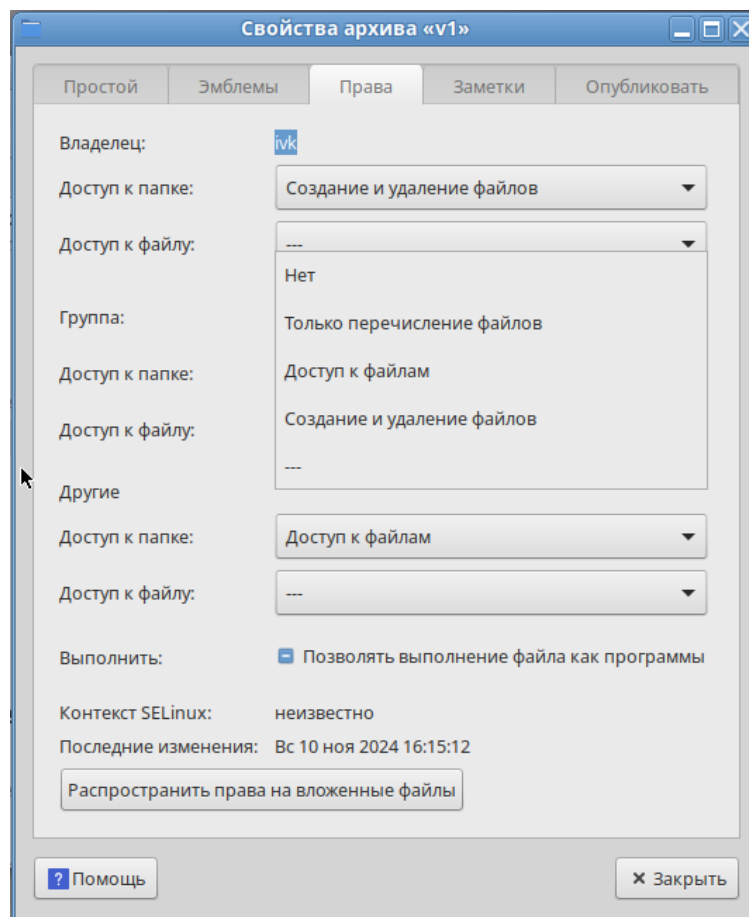 Свойства архива «v1»
Простой Эмблемы Права Заметки Опубликовать
Владелец: ivk
Доступ к папке: Создание и удаление файлов
Доступ к файлу: ---
Нет
Группа: Только перечисление файлов
Доступ к папке: Доступ к файлам
Доступ к файлу: Создание и удаление файлов
---
Другие
Доступ к папке: Доступ к файлам
Доступ к файлу: ---
Выполнить: Позволять выполнение файла как программы
Контекст SELinux: неизвестно
Последние изменения: Вс 10 ноя 2024 16:15:12
Распространить права на вложенные файлы
? Помощь × Закрыть